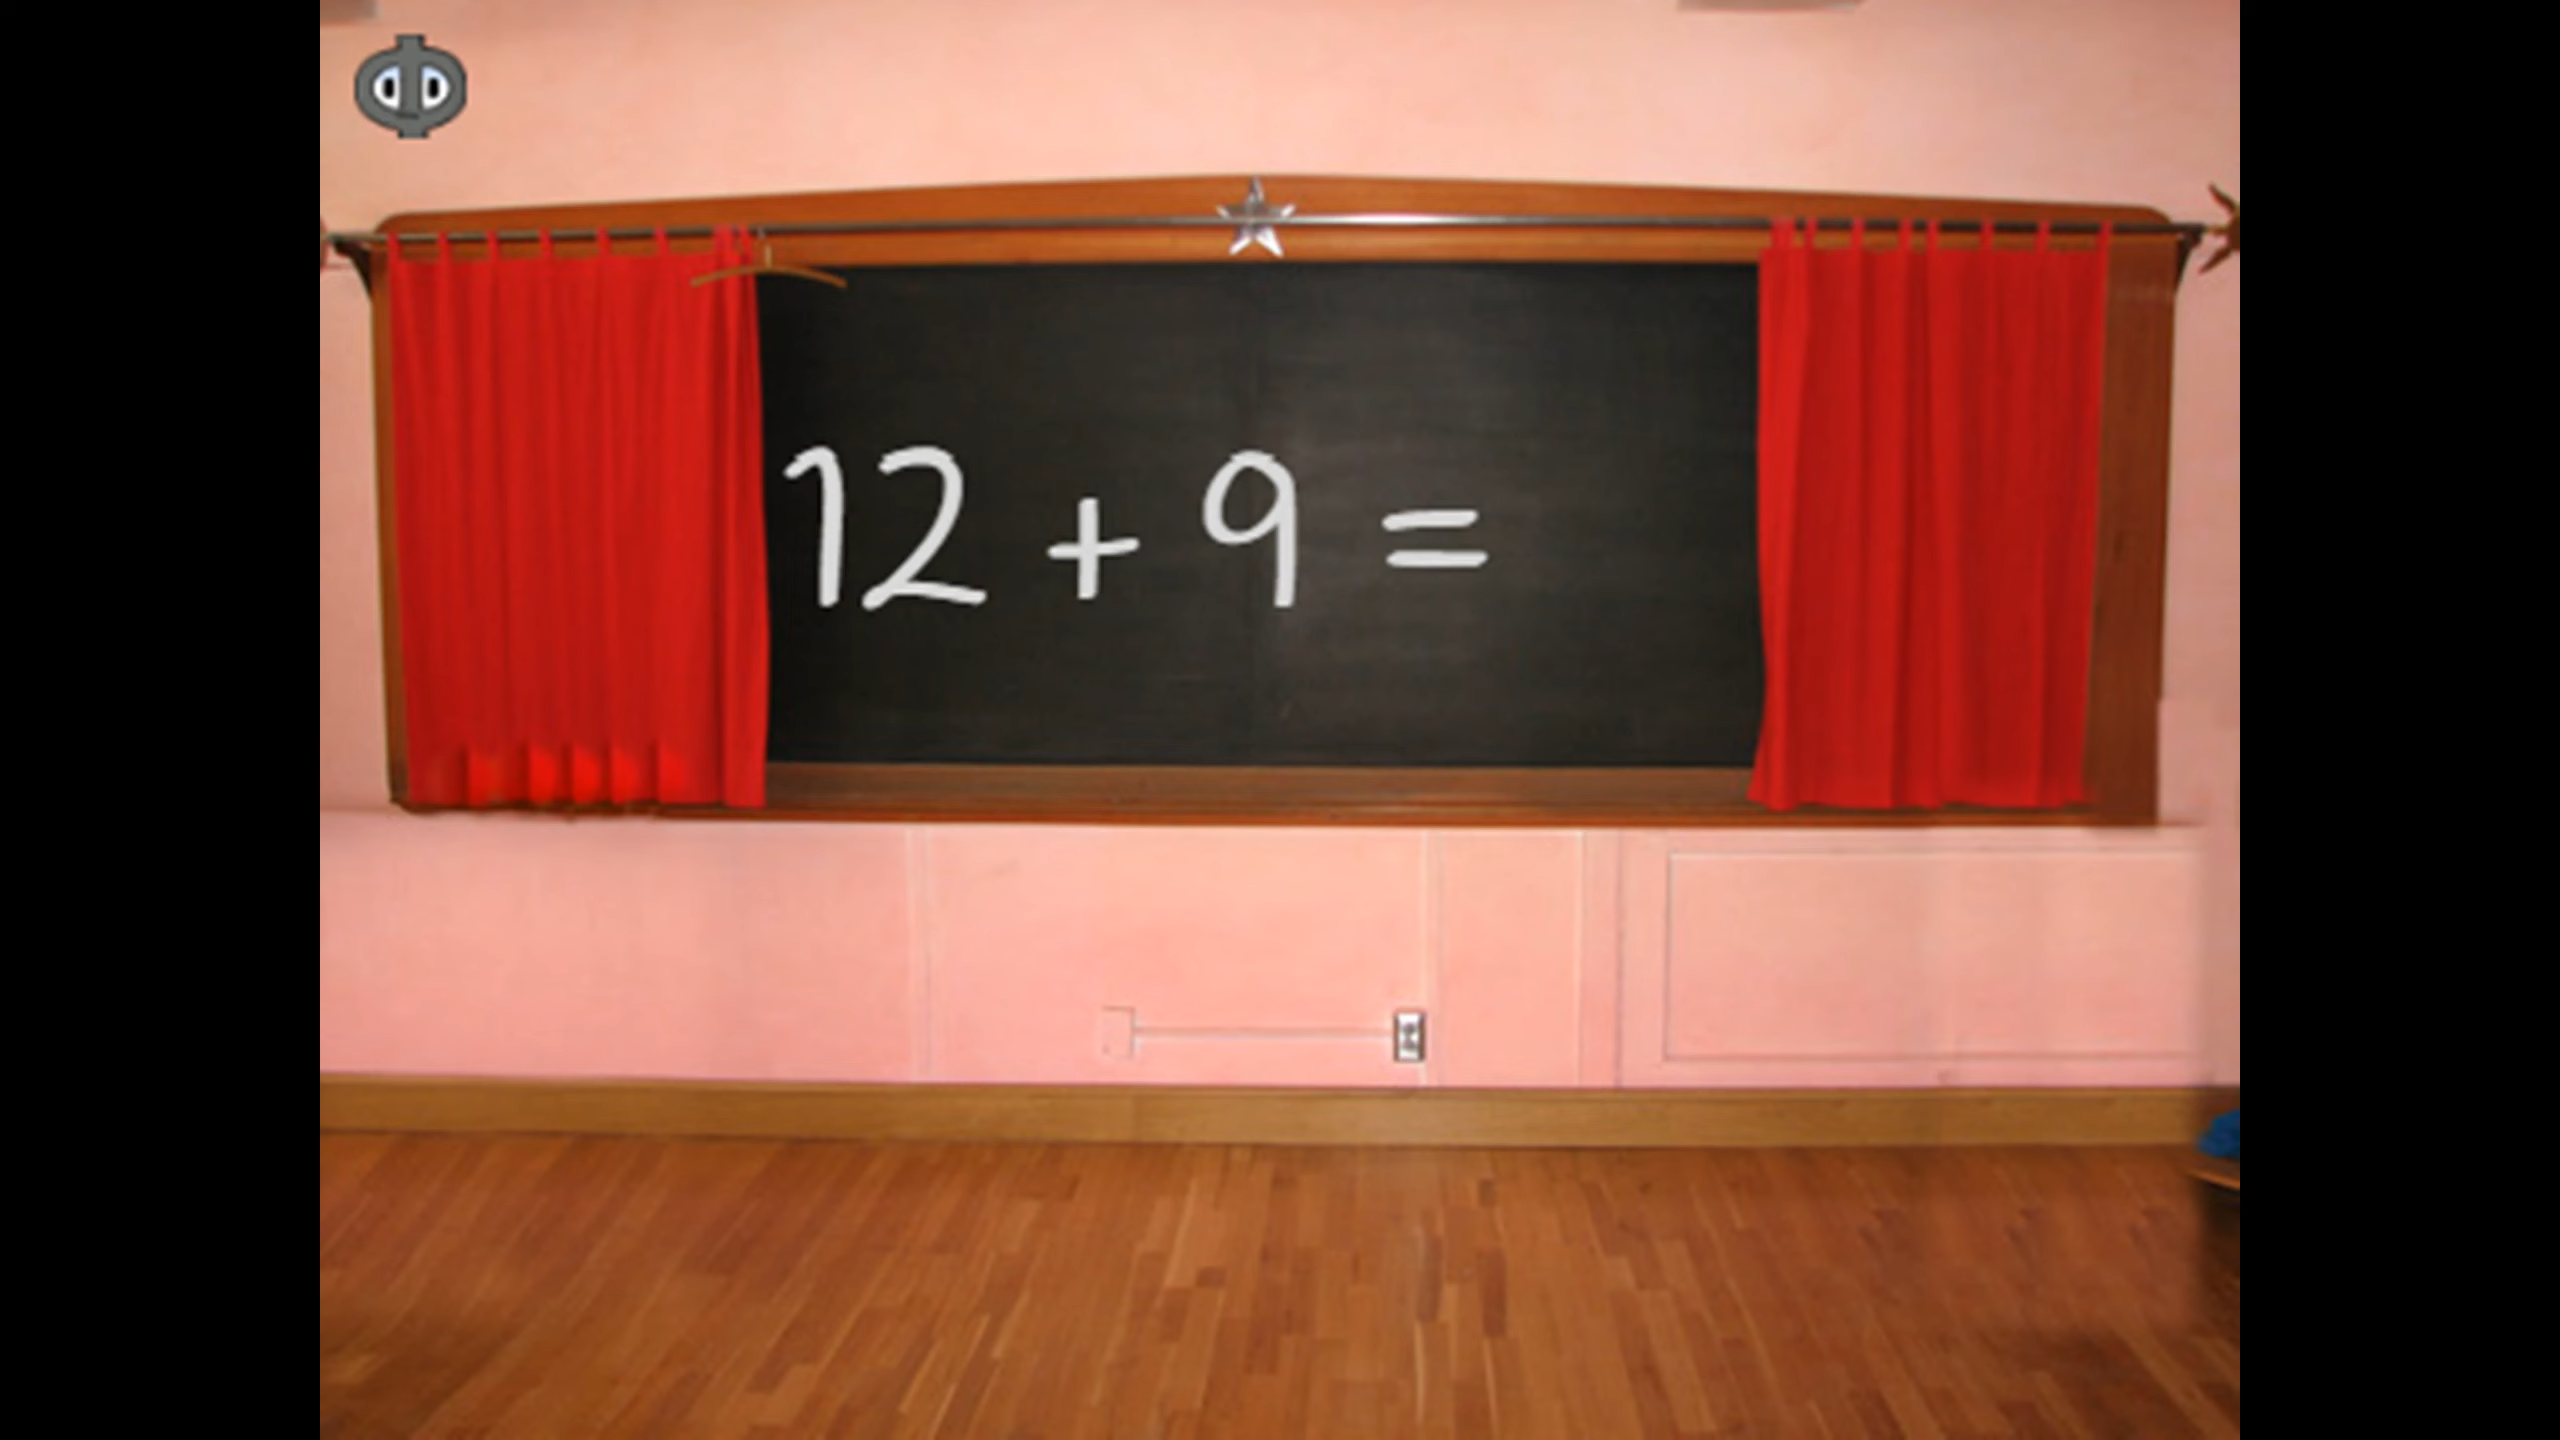 12 + 9 =